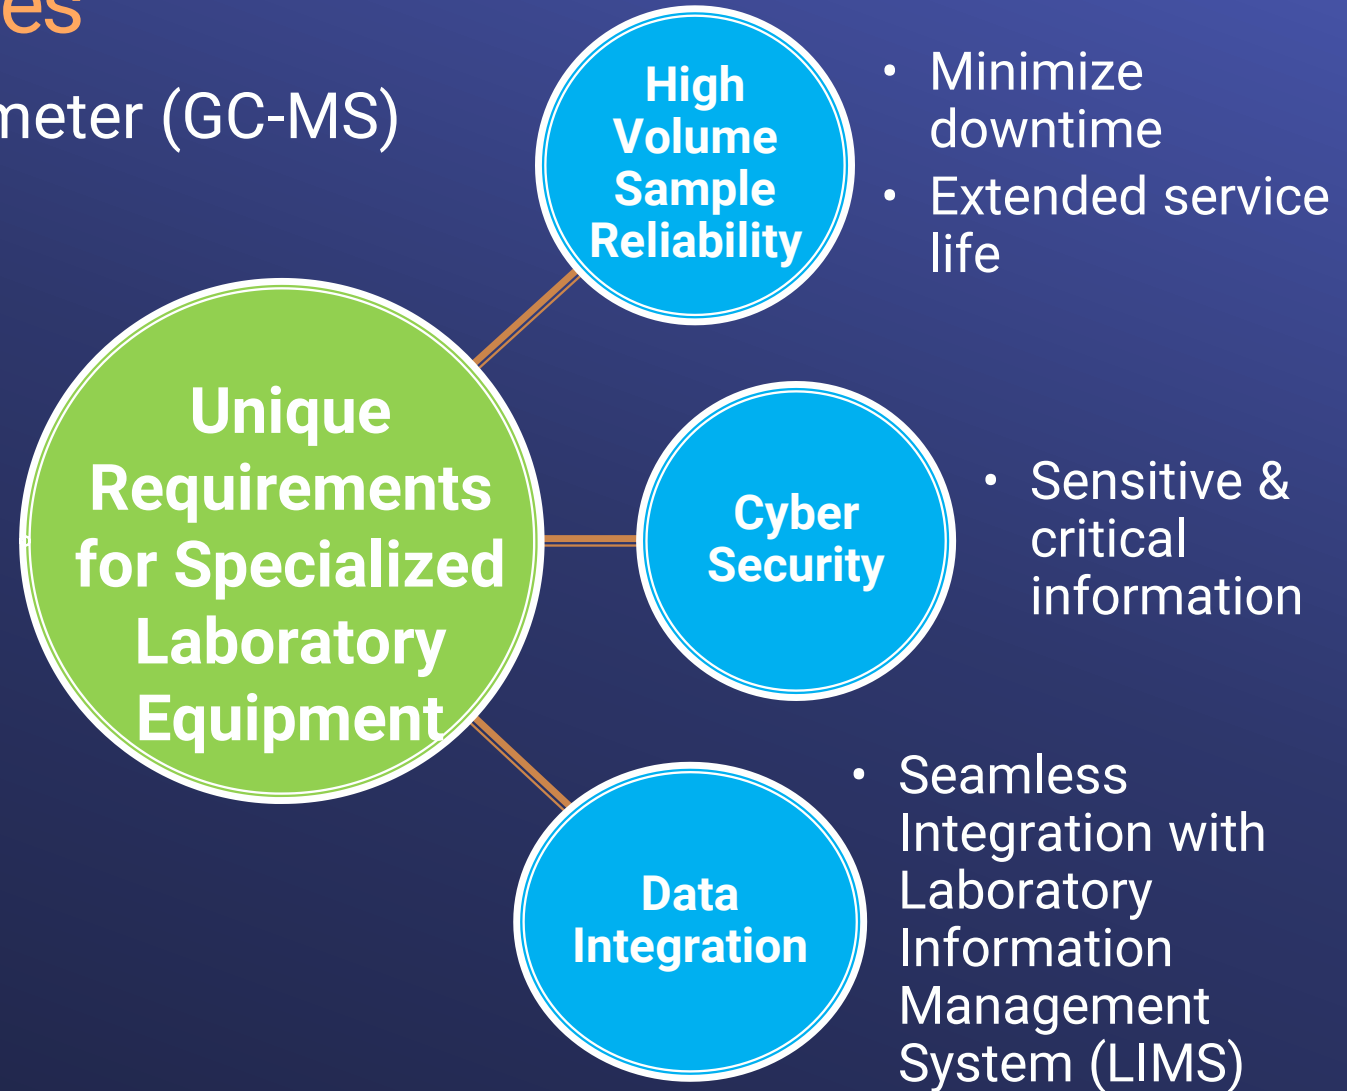 es
meter (GC-MS)
High
Volume
Sample
Reliability
• Minimize
downtime
• Extended service
life
Unique
Requirements
for Specialized
Laboratory
Equipment
Cyber
Security
• Sensitive &
critical
information
Data
Integration
• Seamless
Integration with
Laboratory
Information
Management
System (LIMS)